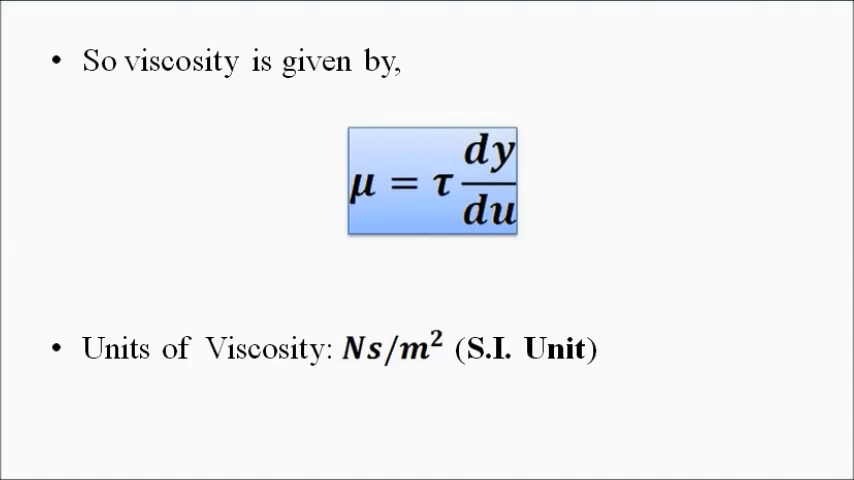 • So viscosity is given by,
μ = τ dy/du
• Units of Viscosity: Ns/m² (S.I. Unit)